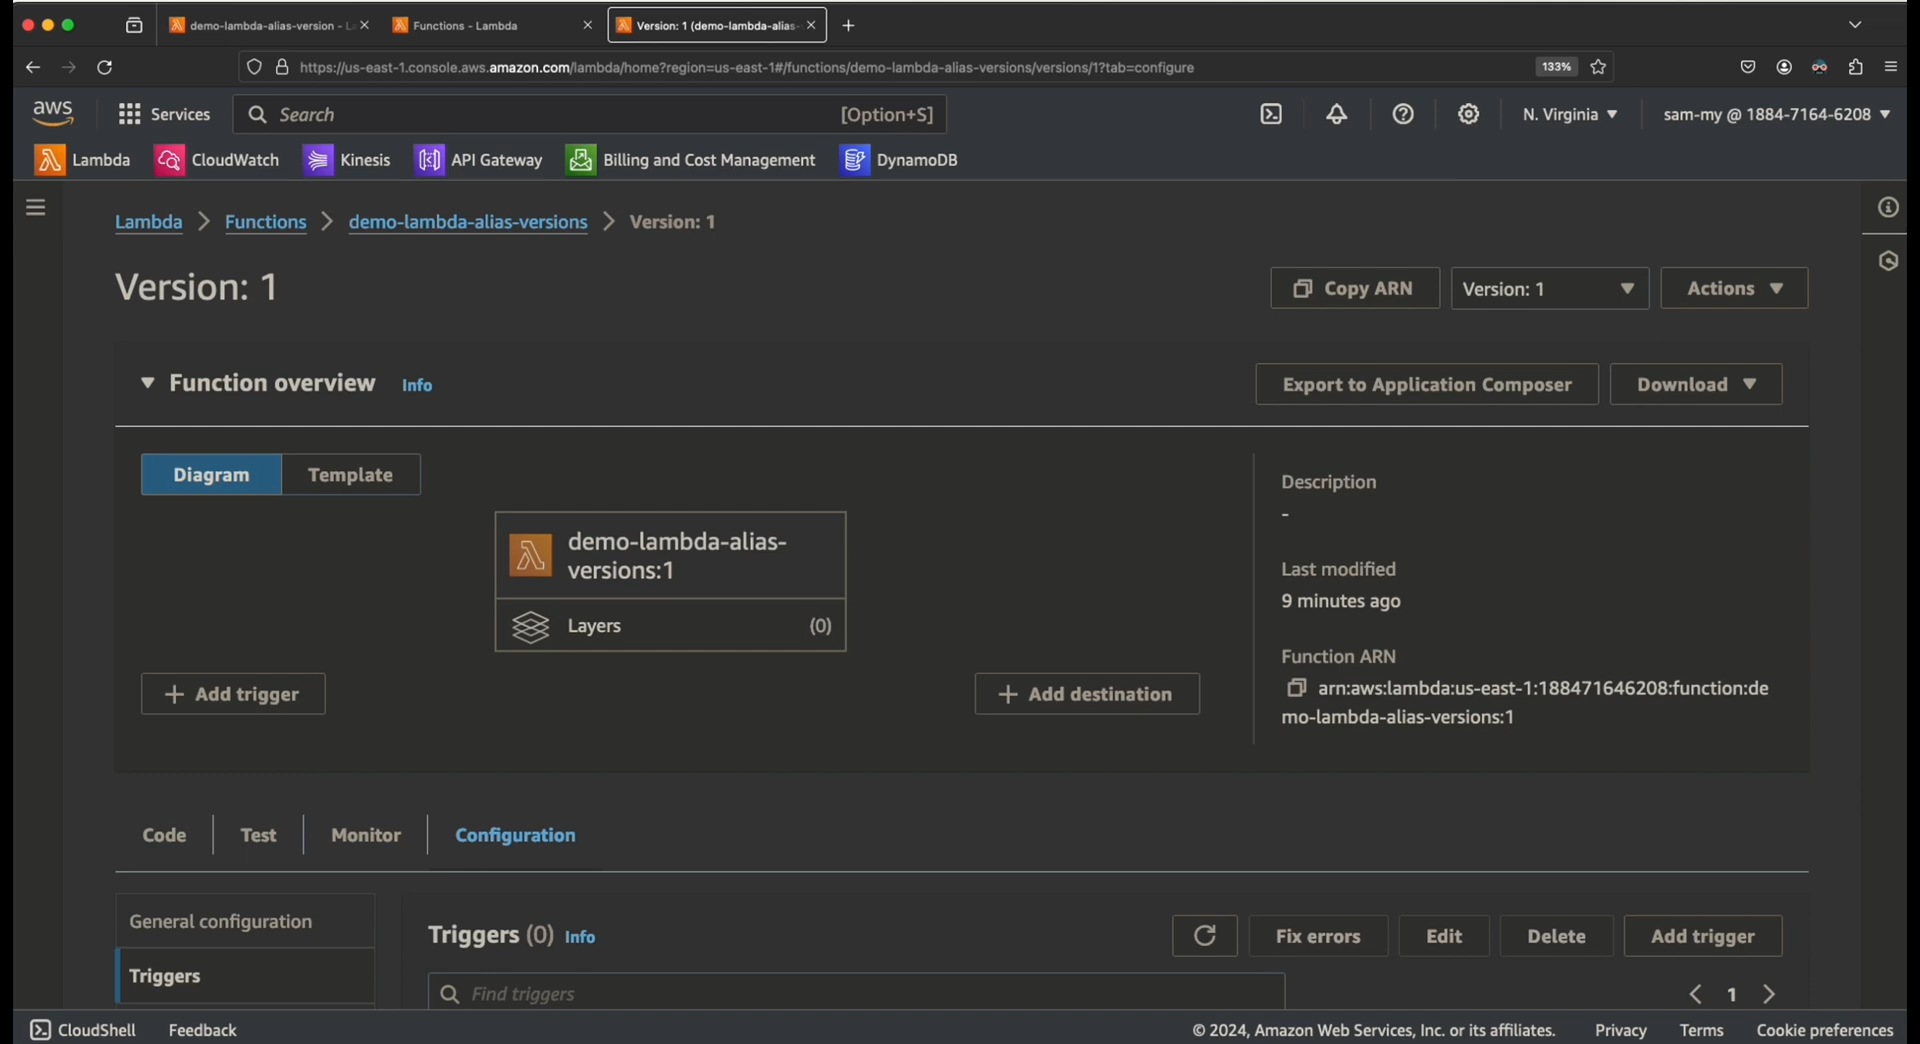 demo-lambda-alias-version - L
Functions - Lambda
Version: 1 (demo-lambda-alias-
https://us-east-1.console.aws.amazon.com/lambda/home?region=us-east-1#/functions/demo-lambda-alias-versions/versions/1?tab=configure
133%
aws
Services
Search
[Option+S]
N. Virginia
sam-my @ 1884-7164-6208
Lambda
CloudWatch
Kinesis
API Gateway
Billing and Cost Management
DynamoDB
Lambda
Functions
demo-lambda-alias-versions
Version: 1
Version: 1
Copy ARN
Version: 1
Actions
Function overview
Info
Export to Application Composer
Download
Diagram
Template
demo-lambda-alias-
versions:1
Layers
(0)
Add trigger
Add destination
Description
-
Last modified
9 minutes ago
Function ARN
arn:aws:lambda:us-east-1:188471646208:function:de
mo-lambda-alias-versions:1
Code
Test
Monitor
Configuration
General configuration
Triggers
Triggers (0)
Info
Fix errors
Edit
Delete
Add trigger
Find triggers
1
CloudShell
Feedback
© 2024, Amazon Web Services, Inc. or its affiliates.
Privacy
Terms
Cookie preferences